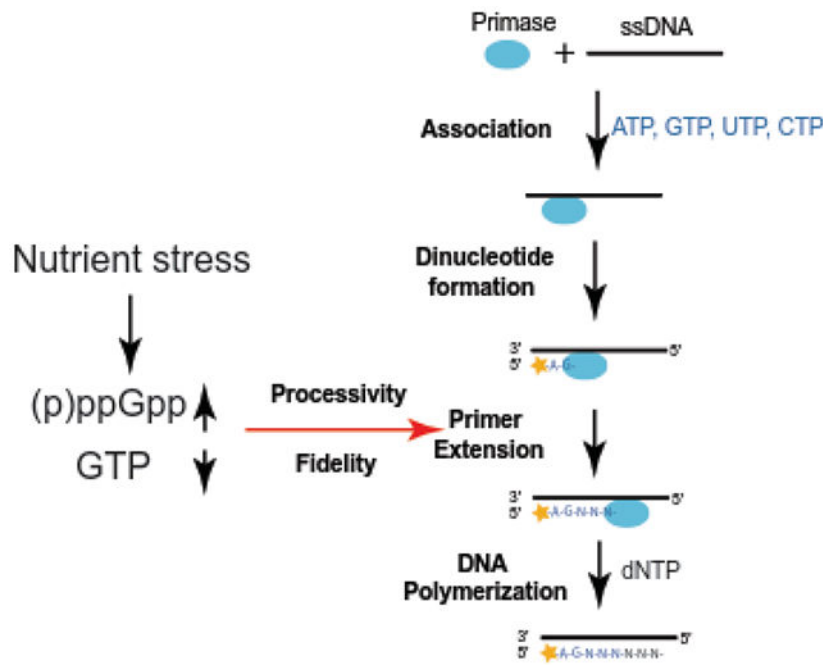 Primase
+
ssDNA
Association
ATP, GTP, UTP, CTP
Nutrient stress
Dinucleotide
formation
3'
5'
5'
-A-G-
(p)ppGpp
GTP
Processivity
Fidelity
Primer
Extension
3'
5'
5'
-A-G-N-N-N-
DNA
Polymerization
dNTP
3'
5'
5'
-A-G-N-N-N-N-N-N-